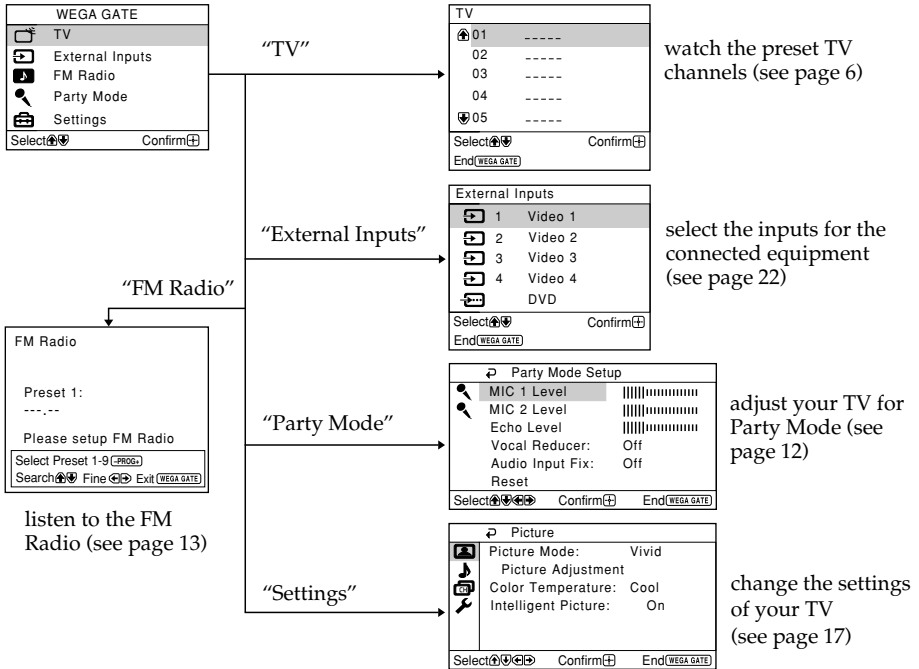 WEGA GATE
TV
External Inputs
FM Radio
Party Mode
Settings
Select Confirm
"TV"
TV
01 -----
02 -----
03 -----
04 -----
05 -----
Select Confirm
End WEGA GATE
watch the preset TV
channels (see page 6)
"External Inputs"
External Inputs
1 Video 1
2 Video 2
3 Video 3
4 Video 4
DVD
Select Confirm
End WEGA GATE
select the inputs for the
connected equipment
(see page 22)
"FM Radio"
FM Radio
Preset 1:
---.--
Please setup FM Radio
Select Preset 1-9 -PROG+
Search Fine Exit WEGA GATE
listen to the FM
Radio (see page 13)
"Party Mode"
Party Mode Setup
MIC 1 Level
MIC 2 Level
Echo Level
Vocal Reducer: Off
Audio Input Fix: Off
Reset
Select Confirm End WEGA GATE
adjust your TV for
Party Mode (see
page 12)
"Settings"
Picture
Picture Mode: Vivid
Picture Adjustment
Color Temperature: Cool
Intelligent Picture: On
CH
Select Confirm End WEGA GATE
change the settings
of your TV
(see page 17)